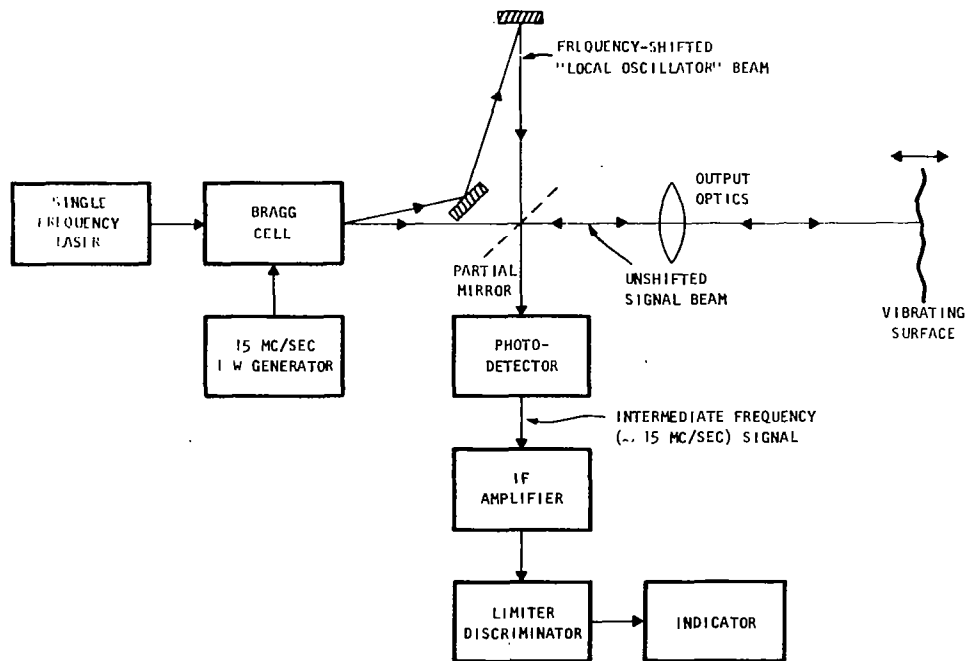 FREQUENCY-SHIFTED
"LOCAL OSCILLATOR" BEAM
SINGLE
FREQUENCY
LASER
BRAGG
CELL
OUTPUT
OPTICS
PARTIAL
MIRROR
UNSHIFTED
SIGNAL BEAM
VIBRATING
SURFACE
15 MC/SEC
1 W GENERATOR
PHOTO-
DETECTOR
INTERMEDIATE FREQUENCY
(~ 15 MC/SEC) SIGNAL
IF
AMPLIFIER
LIMITER
DISCRIMINATOR
INDICATOR